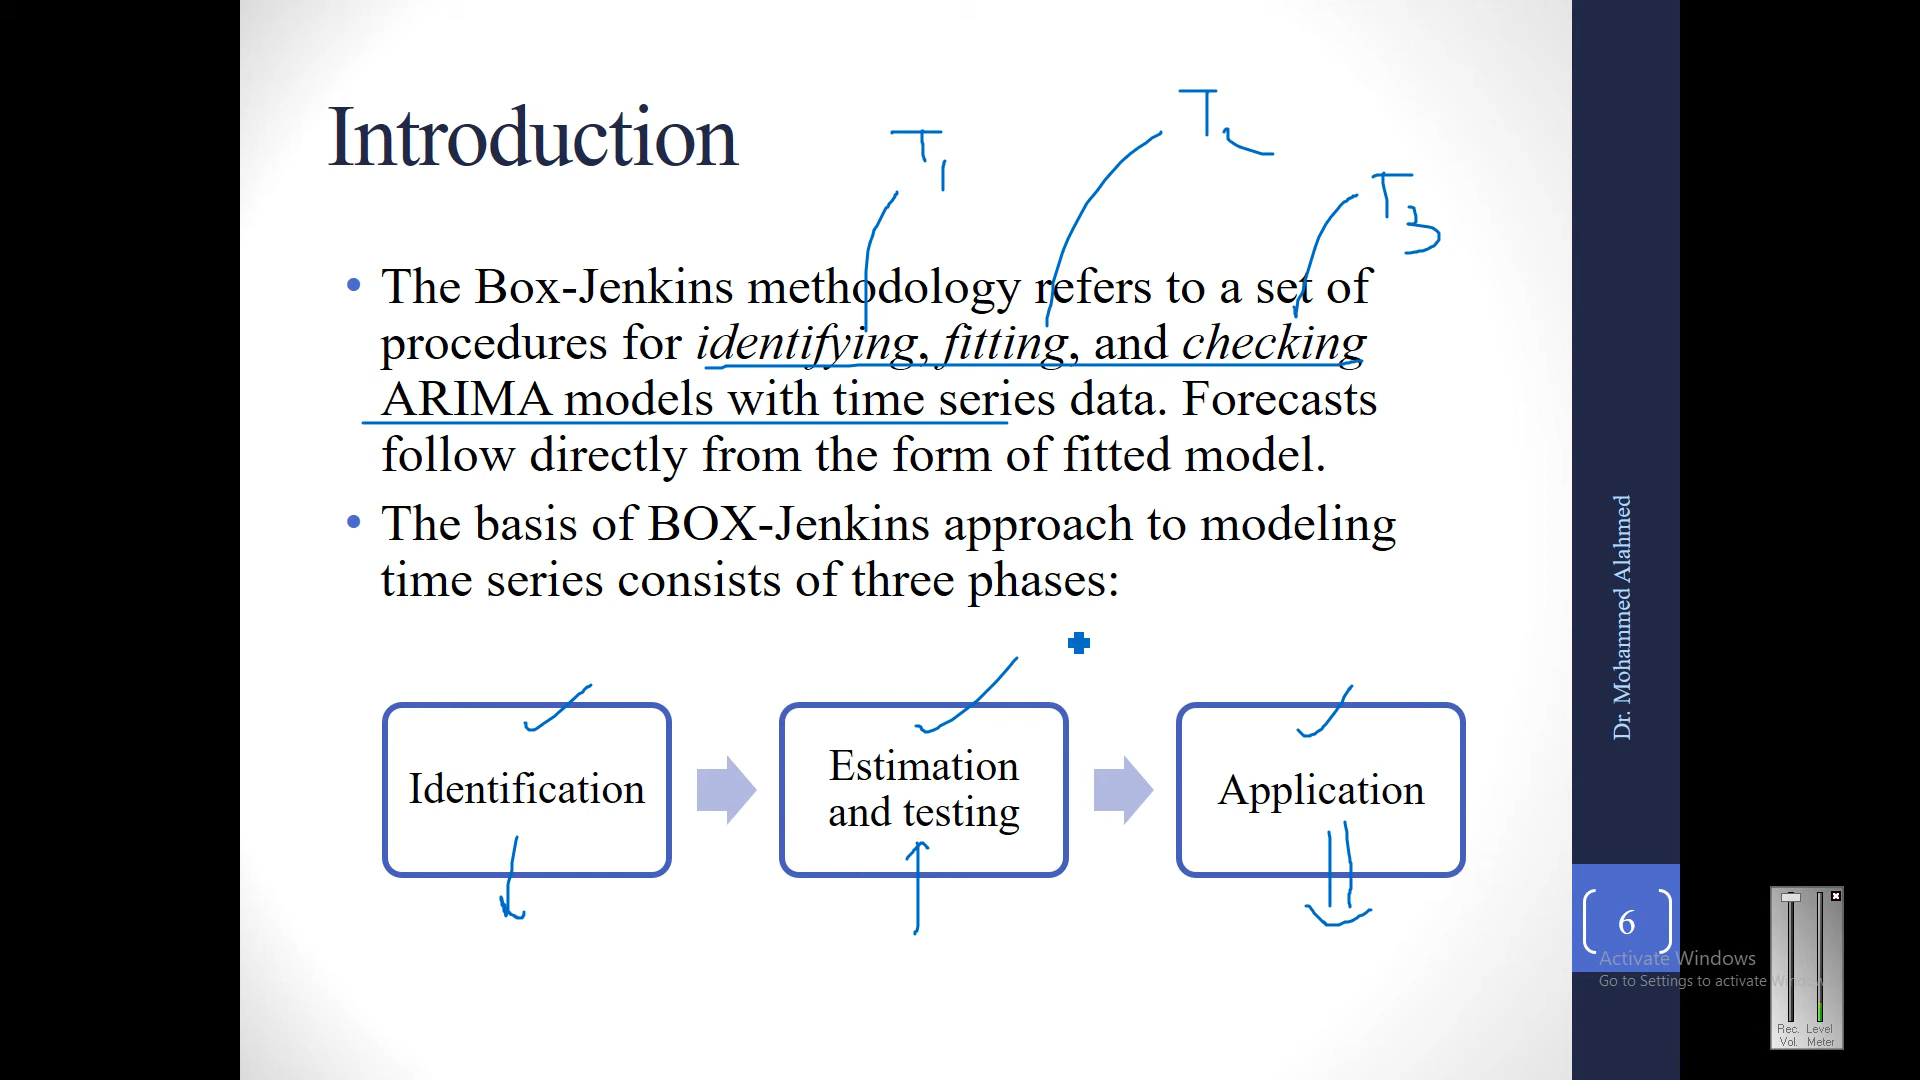 Introduction
T1
T2
T3
• The Box-Jenkins methodology refers to a set of
procedures for identifying, fitting, and checking
ARIMA models with time series data. Forecasts
follow directly from the form of fitted model.
• The basis of BOX-Jenkins approach to modeling
time series consists of three phases:
Identification
Estimation
and testing
Application
Dr. Mohammed Alahmed
6
Activate Windows
Go to Settings to activate Windows
Rec. Level
Vol. Meter